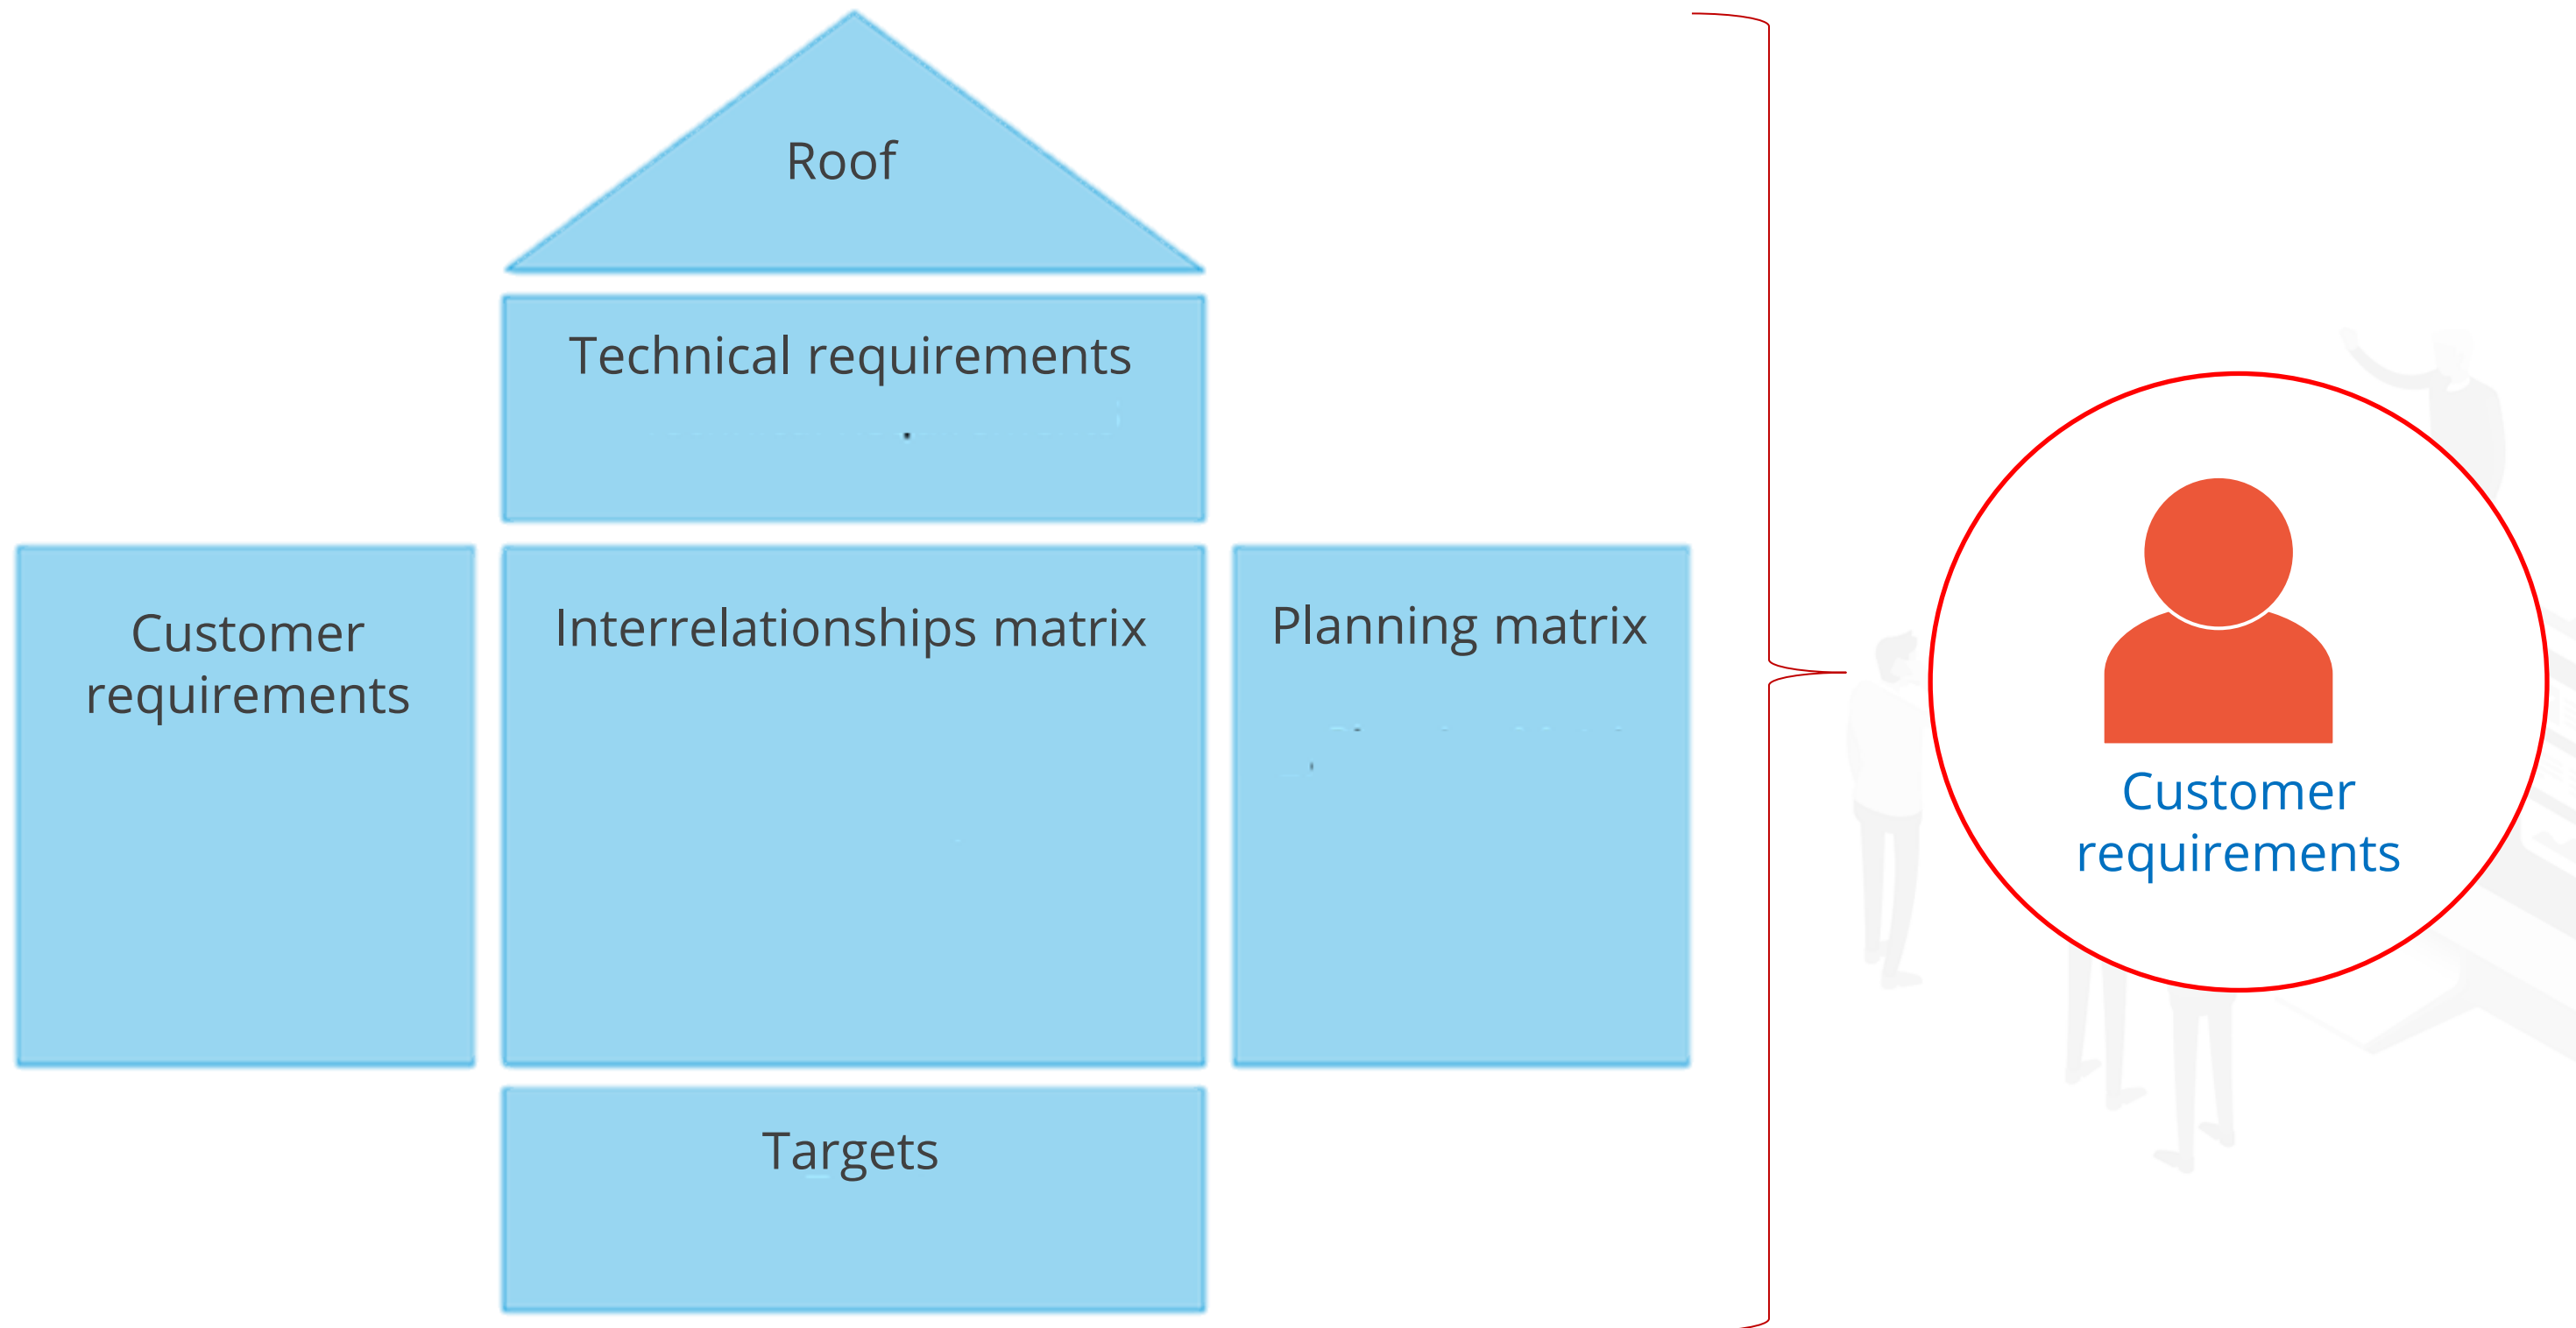 Roof
Technical requirements
Customer
requirements
Interrelationships matrix
Planning matrix
Targets
Customer
requirements